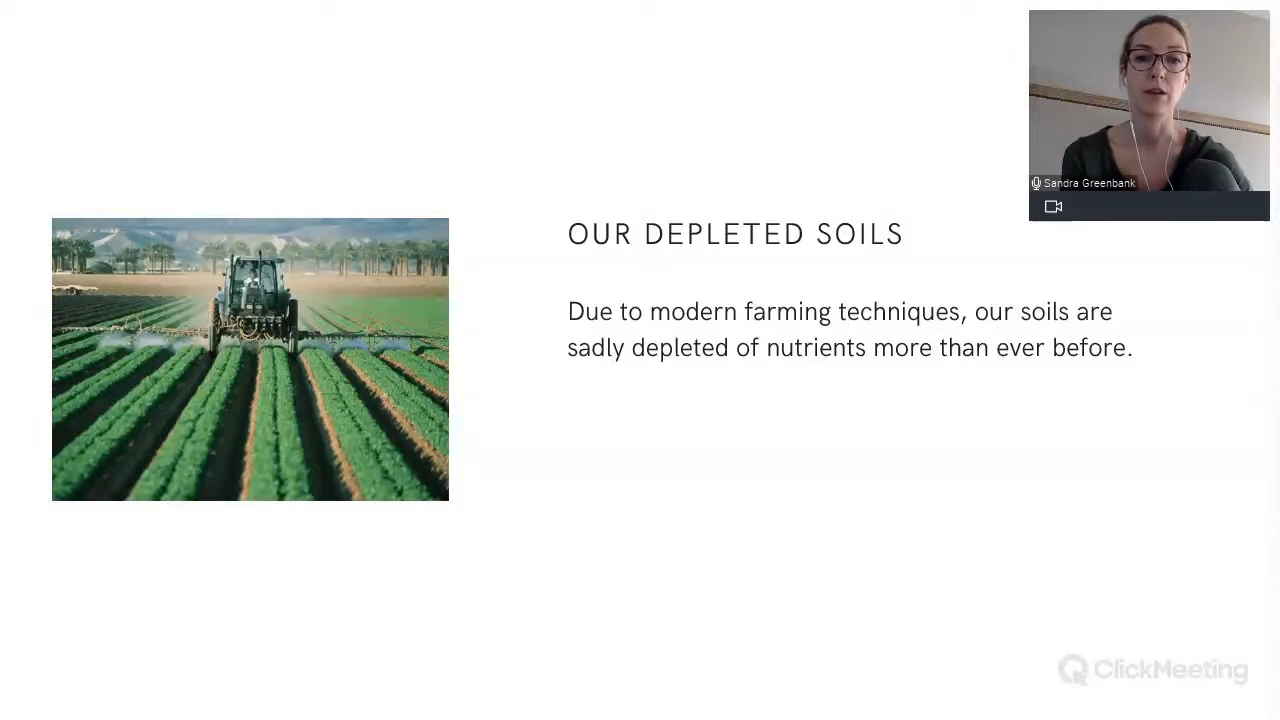 Sandra Greenbank
OUR DEPLETED SOILS
Due to modern farming techniques, our soils are
sadly depleted of nutrients more than ever before.
ClickMeeting